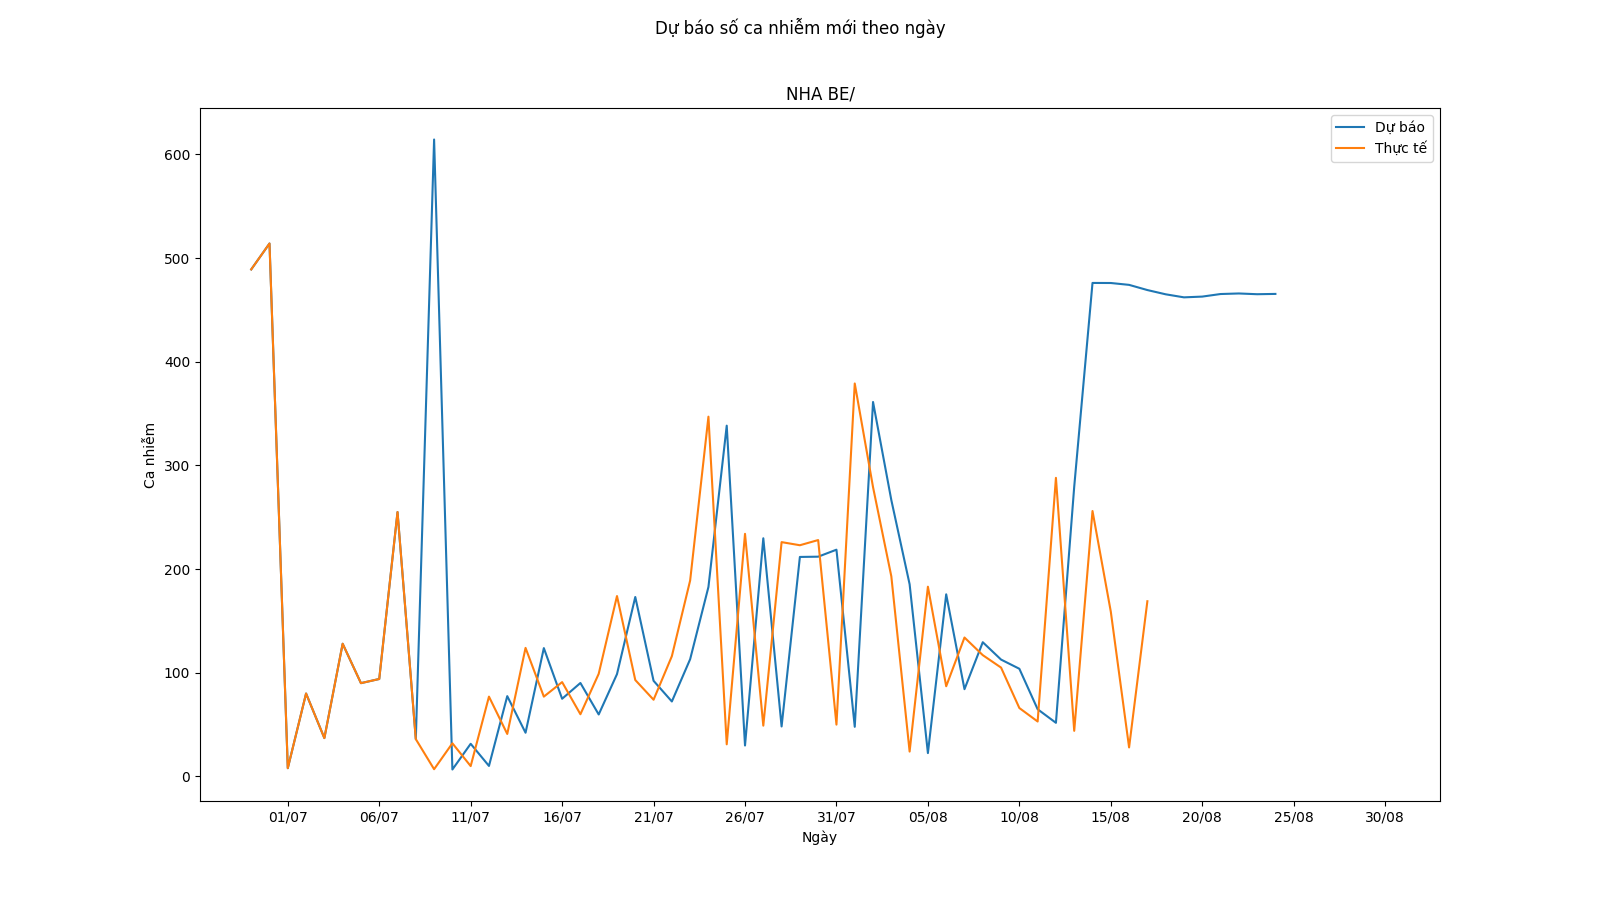 Dự báo số ca nhiễm mới theo ngày
NHA BE/
Dự báo
Thực tế
600
500
400
300
200
100
0
Ca nhiễm
01/07 06/07 11/07 16/07 21/07 26/07 31/07 05/08 10/08 15/08 20/08 25/08 30/08
Ngày